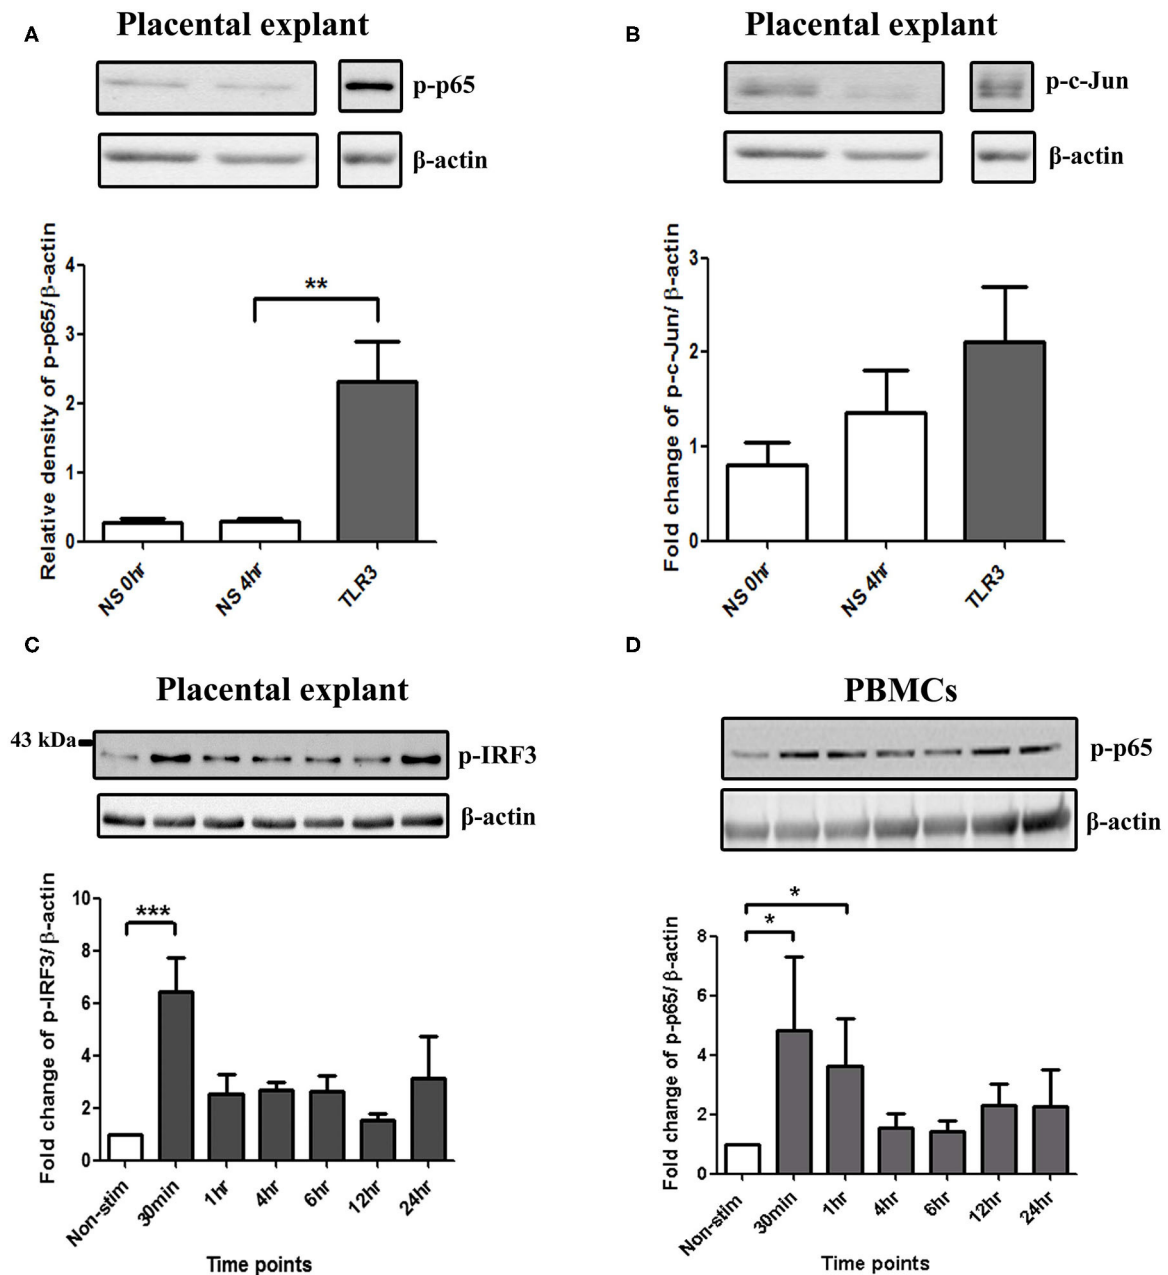 A
Placental explant
p-p65
β-actin
Relative density of p-p65/β-actin
4
3
2
1
0
**
NS 0hr
NS 4hr
TLR3
B
Placental explant
p-c-Jun
β-actin
Fold change of p-c-Jun/ β-actin
3
2
1
0
NS 0hr
NS 4hr
TLR3
C
Placental explant
43 kDa
p-IRF3
β-actin
Fold change of p-IRF3/ β-actin
10
8
6
4
2
0
***
Non-stim
30min
1hr
4hr
6hr
12hr
24hr
Time points
D
PBMCs
p-p65
β-actin
Fold change of p-p65/ β-actin
8
6
4
2
0
*
*
Non-stim
30min
1hr
4hr
6hr
12hr
24hr
Time points